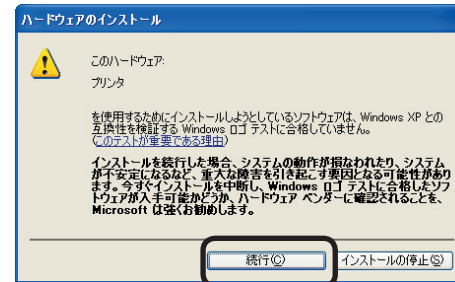 ハードウェアのインストール
このハードウェア:
プリンタ
を使用するためにインストールしようとしているソフトウェアは、Windows XP との
互換性を検証する Windows ロゴ テストに合格していません。
(このテストが重要である理由)
インストールを続行した場合、システムの動作が損なわれたり、システム
が不安定になるなど、重大な障害を引き起こす要因となる可能性があり
ます。今すぐインストールを中断し、Windows ロゴ テストに合格したソフ
トウェアが入手可能かどうか、ハードウェア ベンダーに確認されることを、
Microsoft は強くお勧めします。
続行(C)
インストールの停止(S)